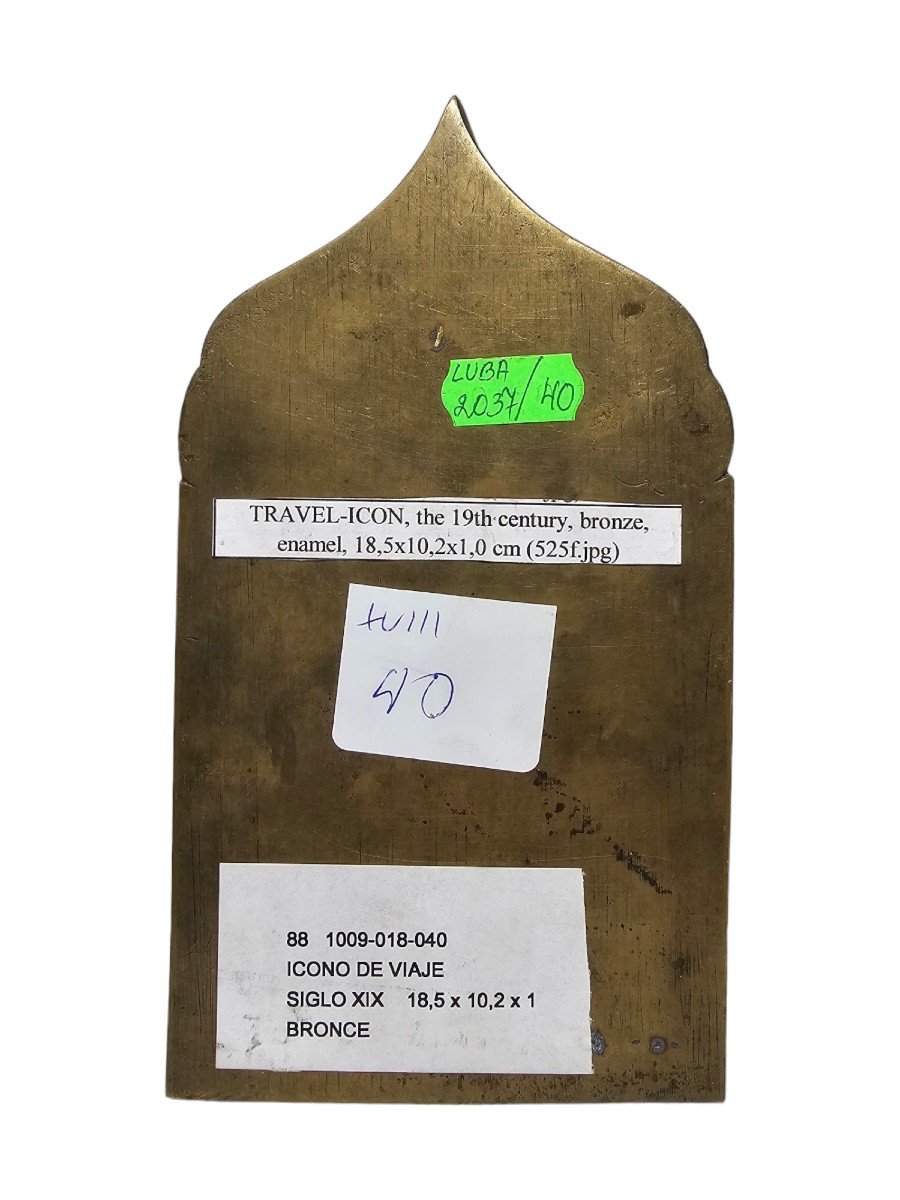 LUBA
2037/40
TRAVEL-ICON, the 19th century, bronze,
enamel, 18,5x10,2x1,0 cm (525f.jpg)
40
88 1009-018-040
ICONO DE VIAJE
SIGLO XIX 18,5 x 10,2 x 1
BRONCE